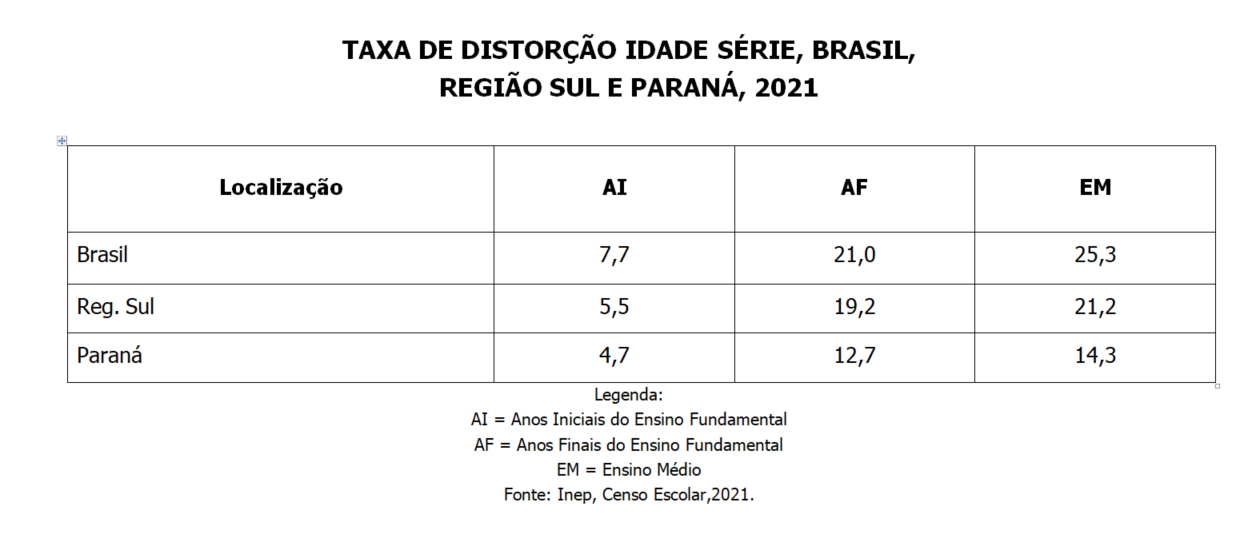 TAXA DE DISTORÇÃO IDADE SÉRIE, BRASIL,
REGIÃO SUL E PARANÁ, 2021
Localização AI AF EM
Brasil 7,7 21,0 25,3
Reg. Sul 5,5 19,2 21,2
Paraná 4,7 12,7 14,3
Legenda:
AI = Anos Iniciais do Ensino Fundamental
AF = Anos Finais do Ensino Fundamental
EM = Ensino Médio
Fonte: Inep, Censo Escolar,2021.